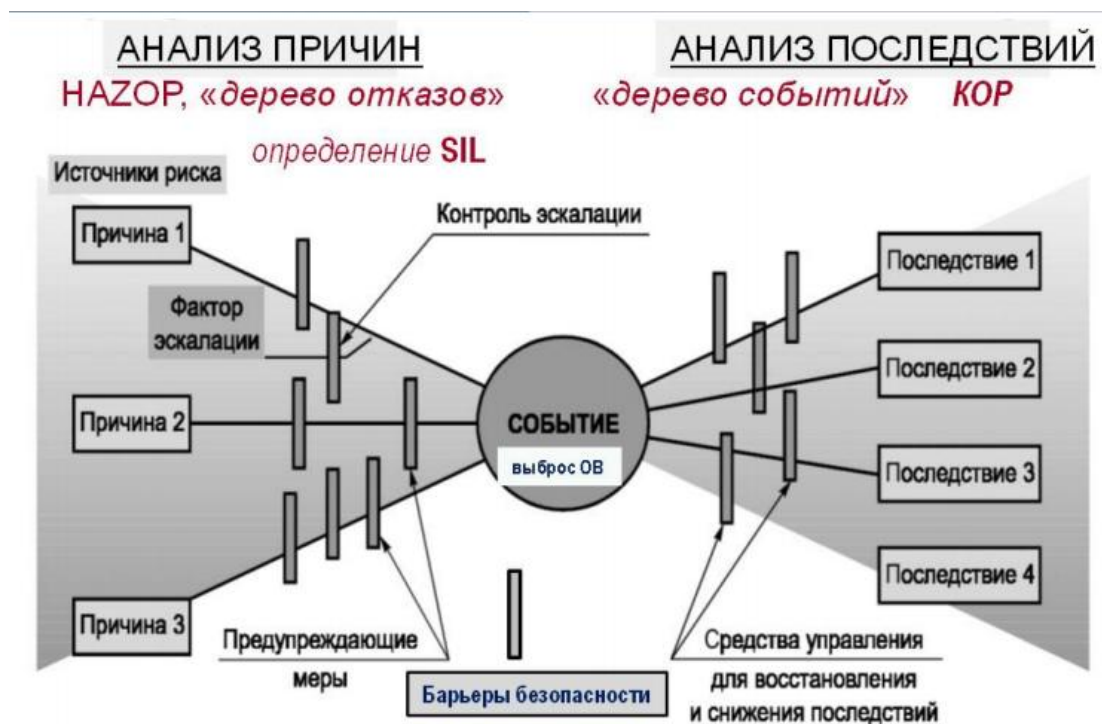 АНАЛИЗ ПРИЧИН
АНАЛИЗ ПОСЛЕДСТВИЙ
HAZOP, «дерево отказов»
«дерево событий» КОР
определение SIL
Источники риска
Причина 1
Контроль эскалации
Последствие 1
Фактор
эскалации
Последствие 2
Причина 2
СОБЫТИЕ
выброс ОВ
Последствие 3
Последствие 4
Причина 3
Предупреждающие
меры
Средства управления
для восстановления
и снижения последствий
Барьеры безопасности